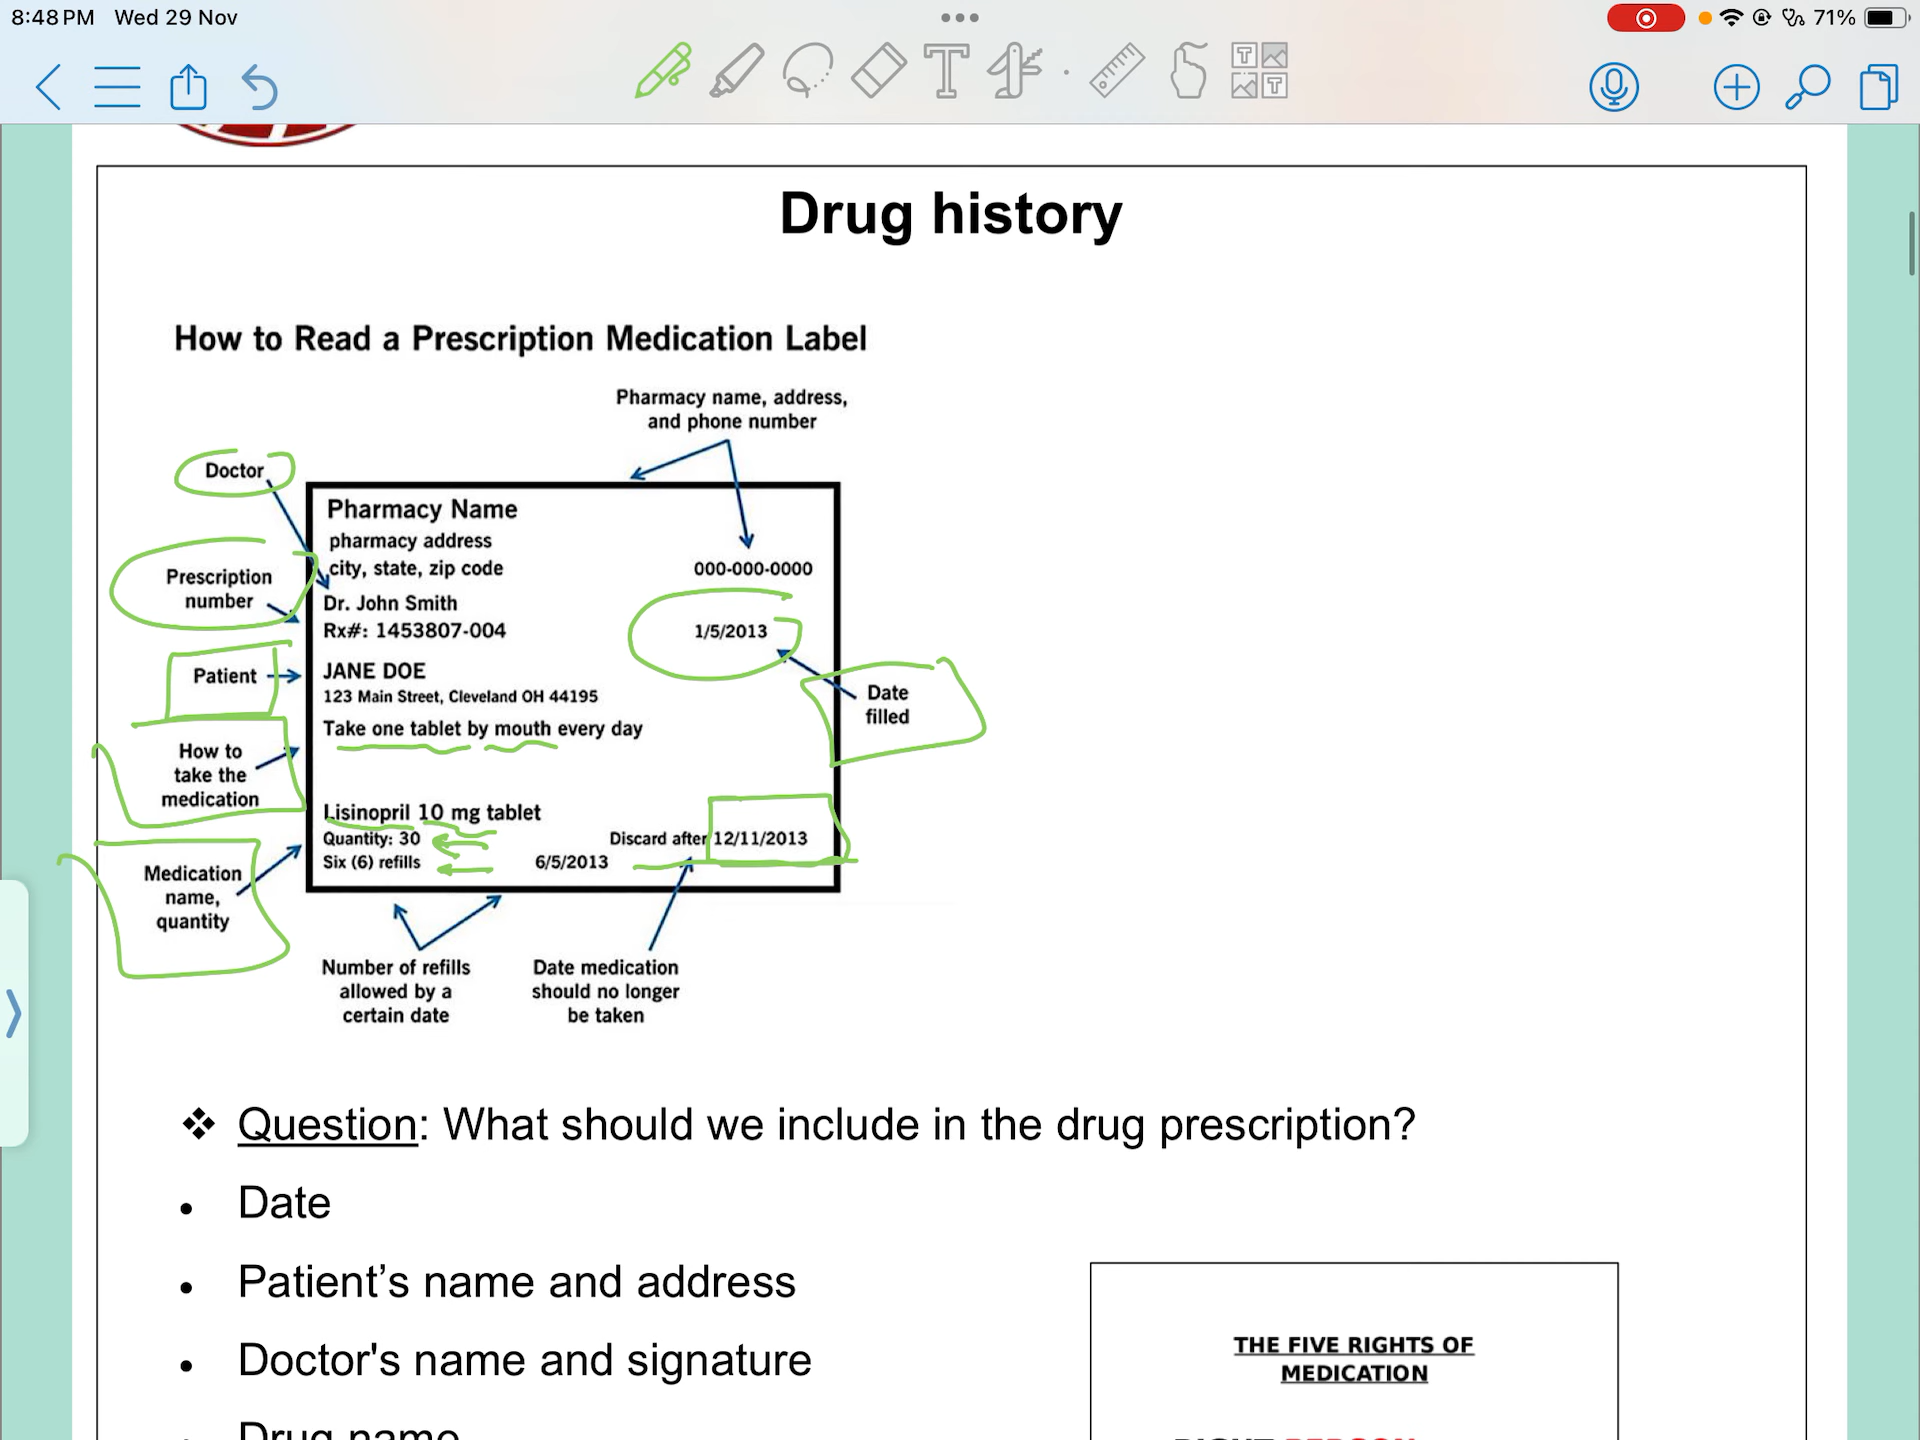 8:48 PM Wed 29 Nov
71%
Drug history
How to Read a Prescription Medication Label
Pharmacy name, address,
and phone number
Doctor
Prescription
number
Patient
How to
take the
medication
Medication
name,
quantity
Pharmacy Name
pharmacy address
city, state, zip code
000-000-0000
Dr. John Smith
Rx#: 1453807-004
1/5/2013
JANE DOE
123 Main Street, Cleveland OH 44195
Take one tablet by mouth every day
Date
filled
Lisinopril 10 mg tablet
Quantity: 30
Discard after 12/11/2013
Six (6) refills
6/5/2013
Number of refills
allowed by a
certain date
Date medication
should no longer
be taken
❖ Question: What should we include in the drug prescription?
• Date
• Patient’s name and address
• Doctor's name and signature
• Drug name
THE FIVE RIGHTS OF
MEDICATION
RIGHT PERSON